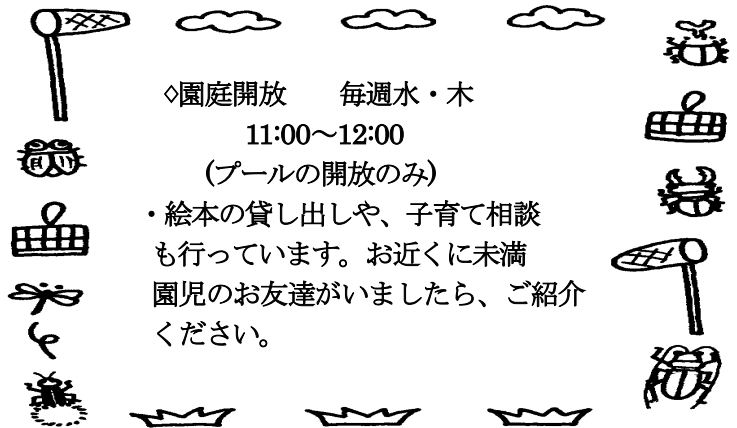 ◇園庭開放　　毎週水・木
11:00～12:00
(プールの開放のみ)
・絵本の貸し出しや、子育て相談
も行っています。お近くに未満
園児のお友達がいましたら、ご紹介
ください。